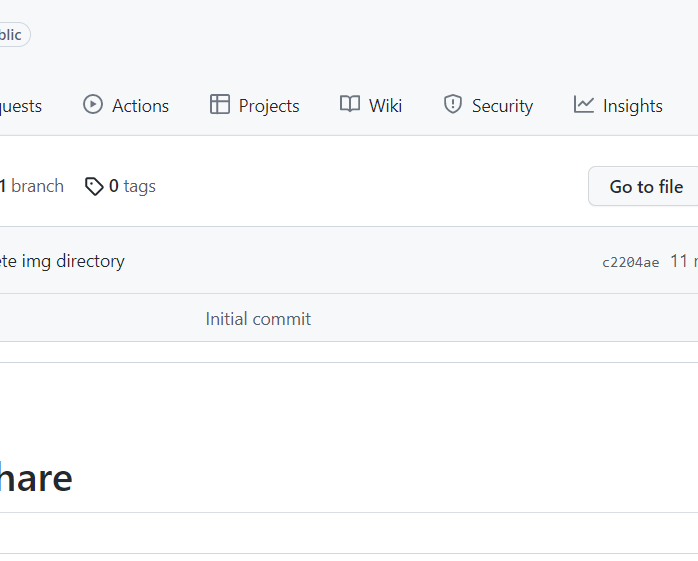 blic
quests Actions Projects Wiki Security Insights
1 branch 0 tags Go to file
ete img directory c2204ae 11
Initial commit
hare